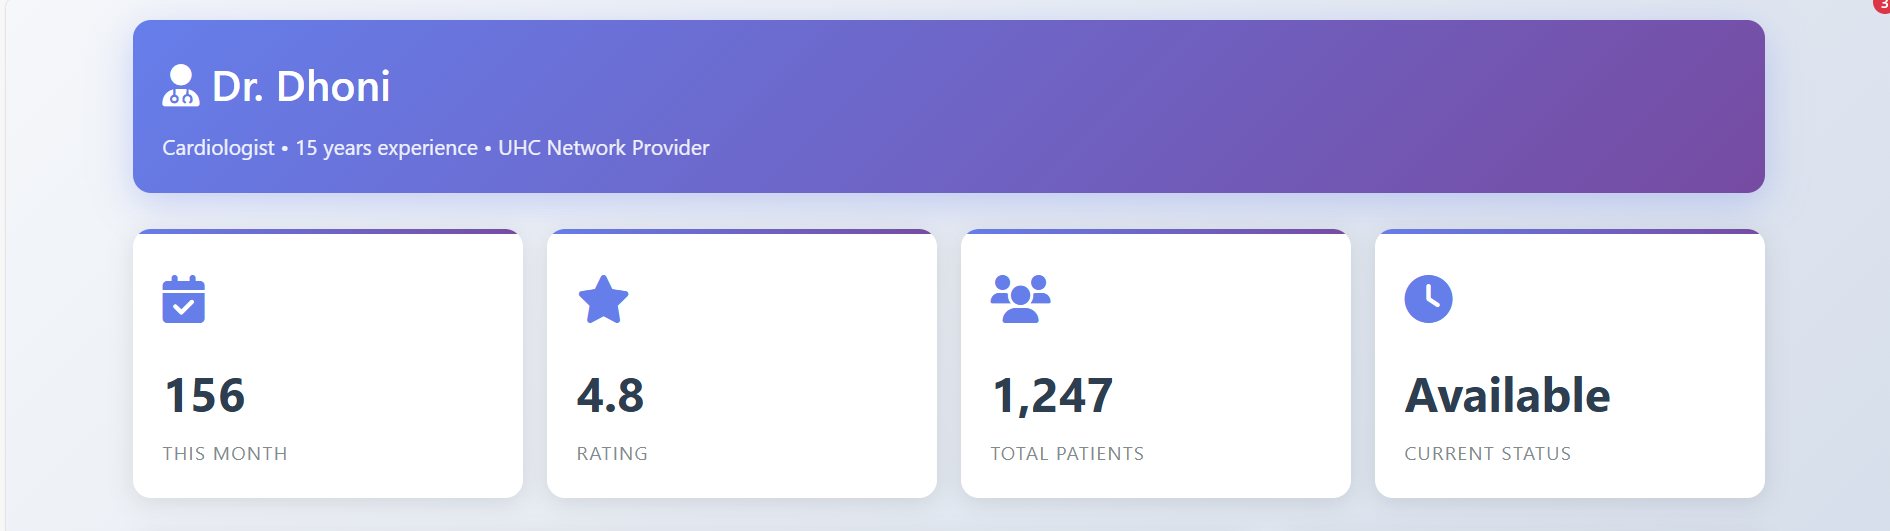 3
Dr. Dhoni
Cardiologist • 15 years experience • UHC Network Provider
156
THIS MONTH
4.8
RATING
1,247
TOTAL PATIENTS
Available
CURRENT STATUS